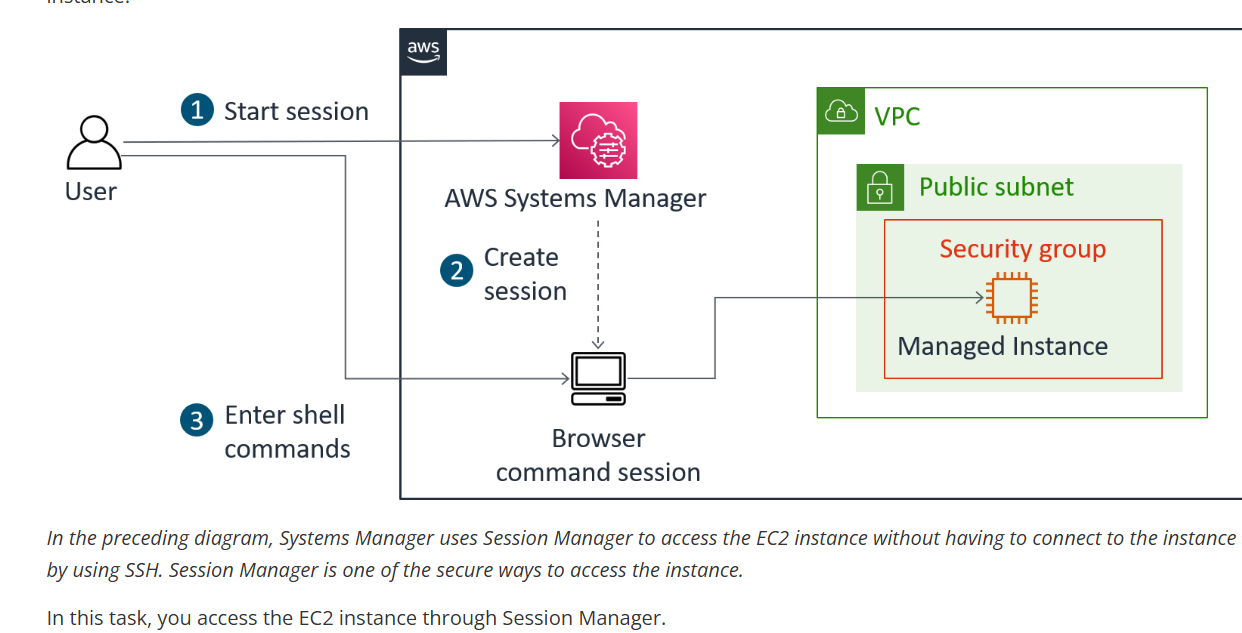 instance.
aws
1 Start session
VPC
User
Public subnet
AWS Systems Manager
Security group
2 Create
session
Managed Instance
3 Enter shell
commands
Browser
command session
In the preceding diagram, Systems Manager uses Session Manager to access the EC2 instance without having to connect to the instance
by using SSH. Session Manager is one of the secure ways to access the instance.
In this task, you access the EC2 instance through Session Manager.